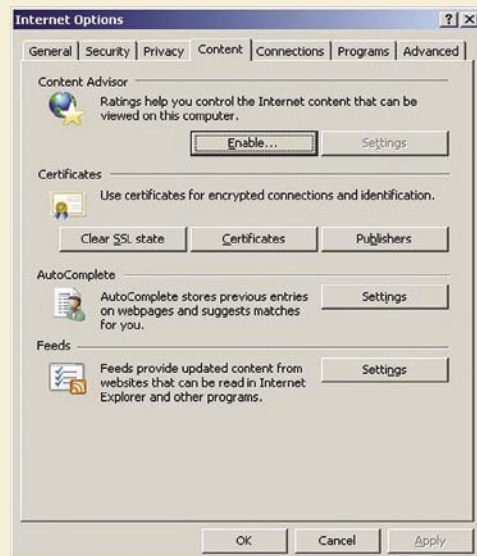 Internet Options
General Security Privacy Content Connections Programs Advanced
Content Advisor
Ratings help you control the Internet content that can be
viewed on this computer.
Enable... Settings
Certificates
Use certificates for encrypted connections and identification.
Clear SSL state Certificates Publishers
AutoComplete
AutoComplete stores previous entries Settings
on webpages and suggests matches
for you.
Feeds
Feeds provide updated content from Settings
websites that can be read in Internet
Explorer and other programs.
OK Cancel Apply